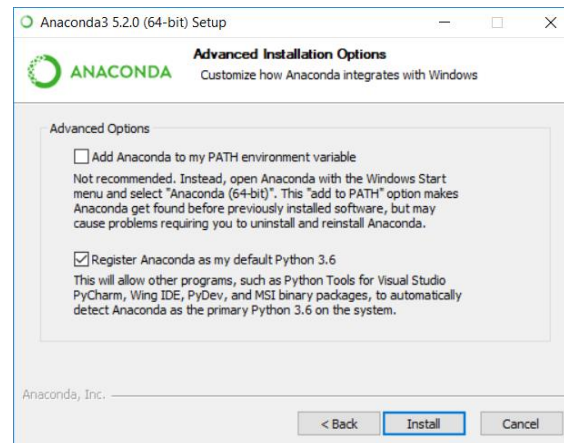 Anaconda3 5.2.0 (64-bit) Setup
ANACONDA
Advanced Installation Options
Customize how Anaconda integrates with Windows
Advanced Options
Add Anaconda to my PATH environment variable
Not recommended. Instead, open Anaconda with the Windows Start
menu and select "Anaconda (64-bit)". This "add to PATH" option makes
Anaconda get found before previously installed software, but may
cause problems requiring you to uninstall and reinstall Anaconda.
Register Anaconda as my default Python 3.6
This will allow other programs, such as Python Tools for Visual Studio
PyCharm, Wing IDE, PyDev, and MSI binary packages, to automatically
detect Anaconda as the primary Python 3.6 on the system.
Anaconda, Inc.
< Back Install Cancel